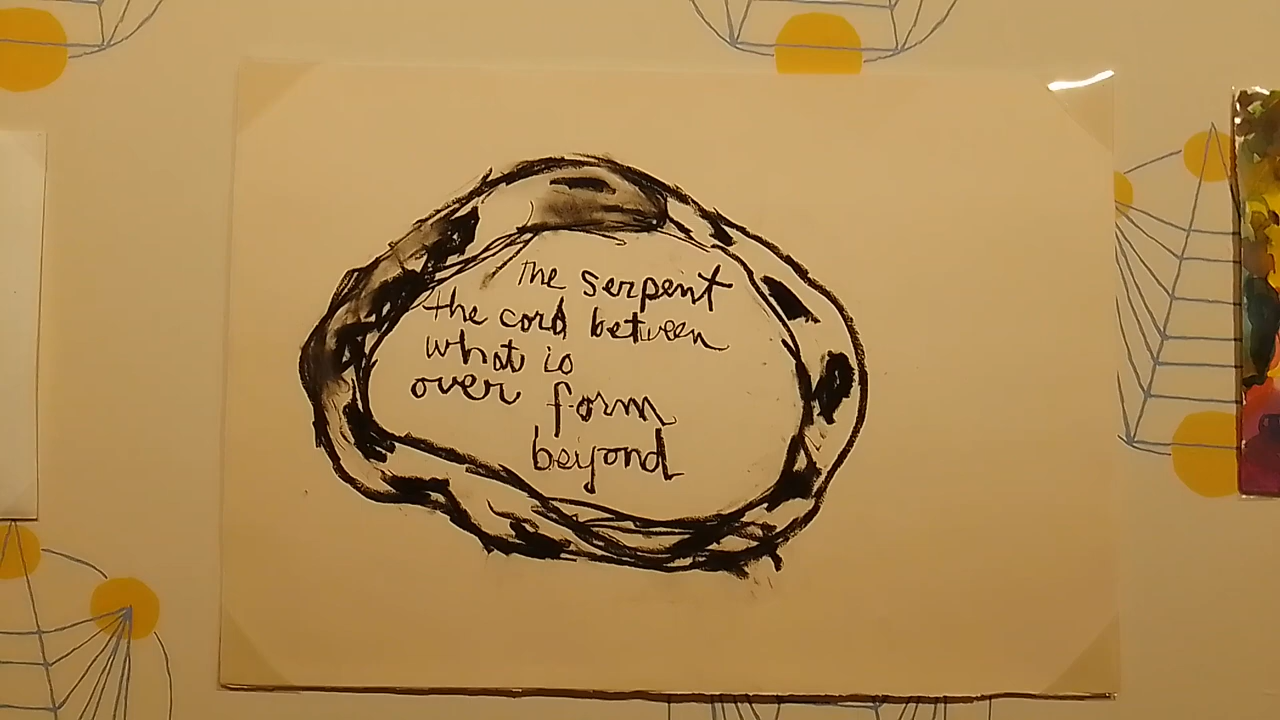 The serpent
the cord between
what is
over form
beyond